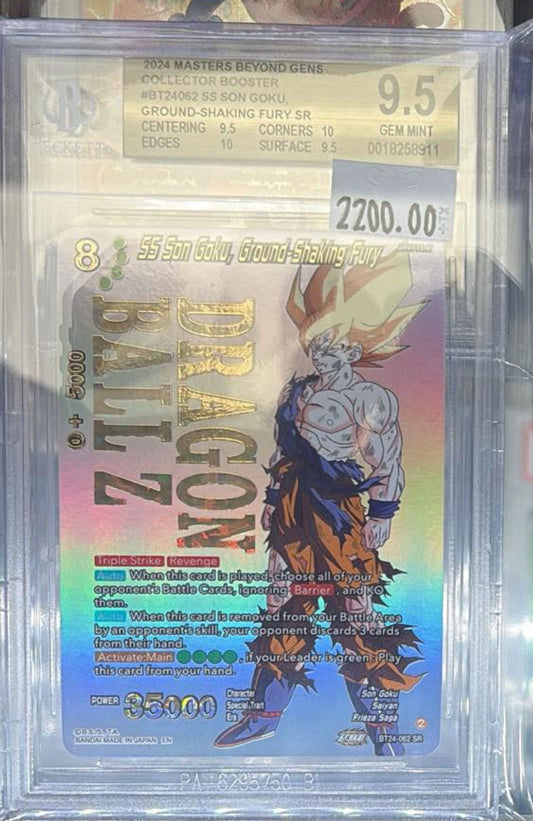 2024 MASTERS BEYOND GENS
COLLECTOR BOOSTER
#BT24062 SS SON GOKU,
GROUND-SHAKING FURY SR
CENTERING 9.5 CORNERS 10
EDGES 10 SURFACE 9.5
9.5
GEM MINT
0018258911
BECKETT
2200.00 +TX
8
SS Son Goku, Ground-Shaking Fury
+ 5000
DRAGON
BALL Z
Triple Strike Revenge
Auto When this card is played, choose all of your
opponent's Battle Cards, ignoring Barrier, and KO
them.
Auto When this card is removed from your Battle Area
by an opponent's skill, your opponent discards 3 cards
from their hand.
Activate:Main , if your Leader is green : Play
this card from your hand.
POWER 35000
Character Son Goku
Special Trait Saiyan
Era Frieza Saga
©B.S./S.,T.A.
BANDAI MADE IN JAPAN EN
BT24-062 SR